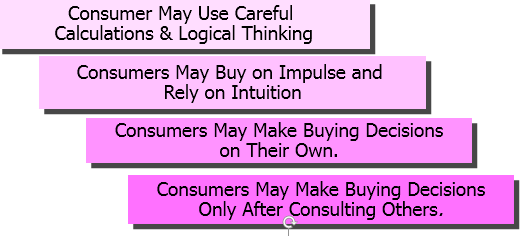 Consumer May Use Careful
Calculations & Logical Thinking
Consumers May Buy on Impulse and
Rely on Intuition
Consumers May Make Buying Decisions
on Their Own.
Consumers May Make Buying Decisions
Only After Consulting Others.